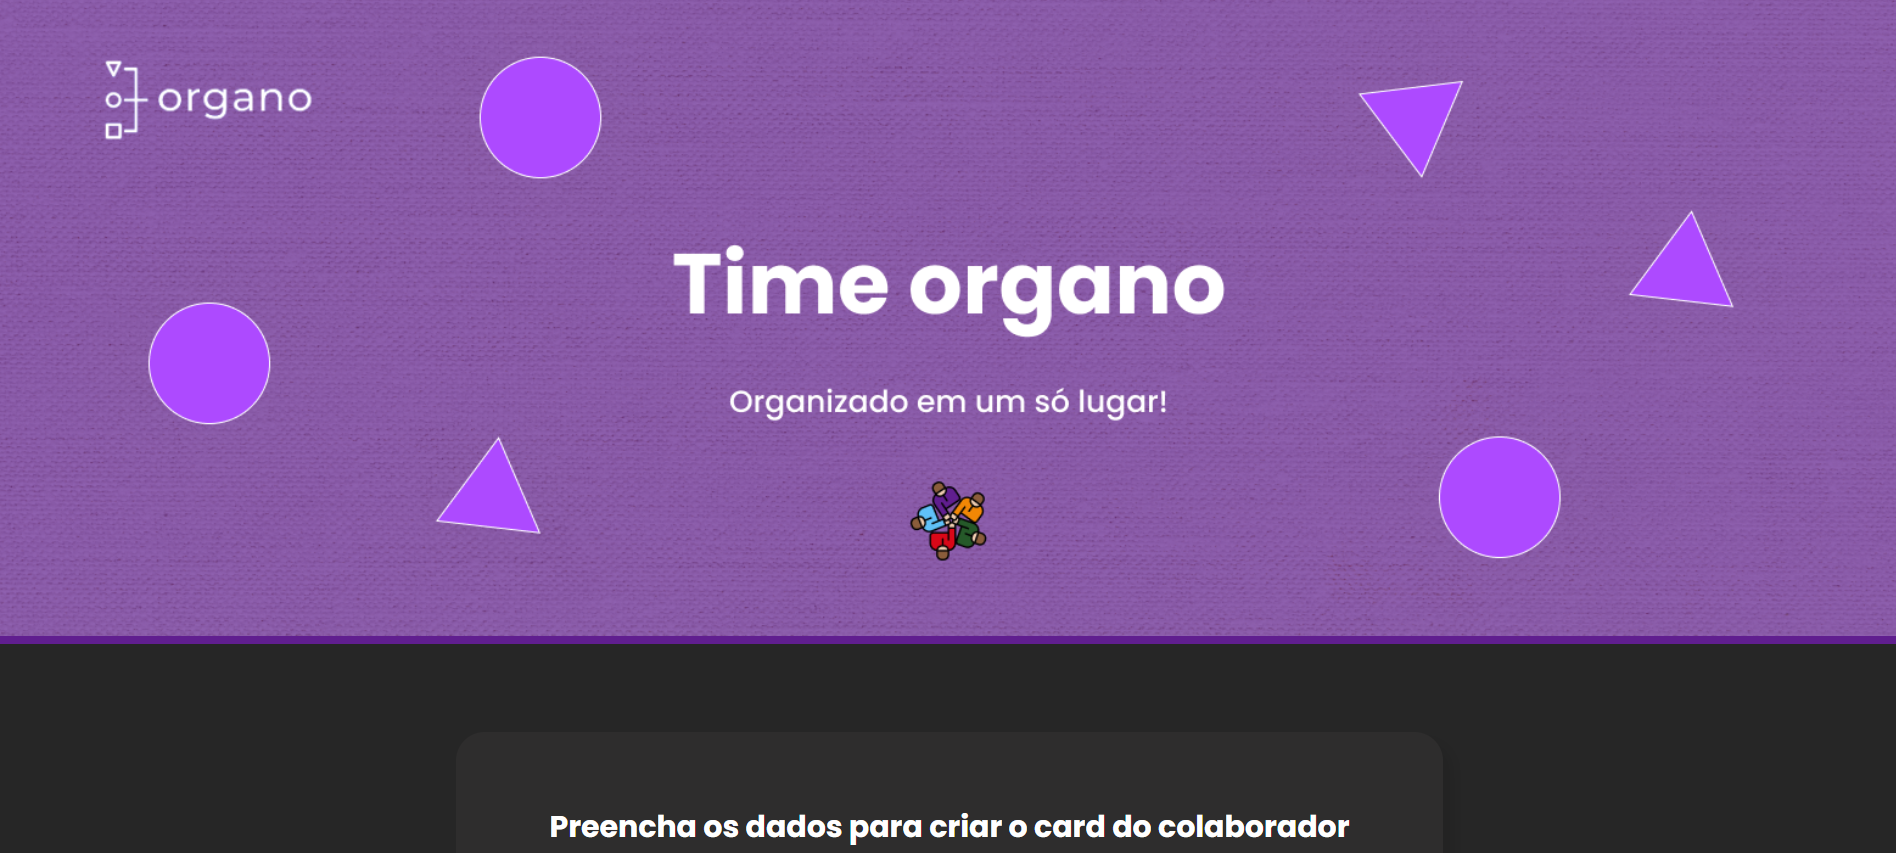 organo
Time organo
Organizado em um só lugar!
Preencha os dados para criar o card do colaborador